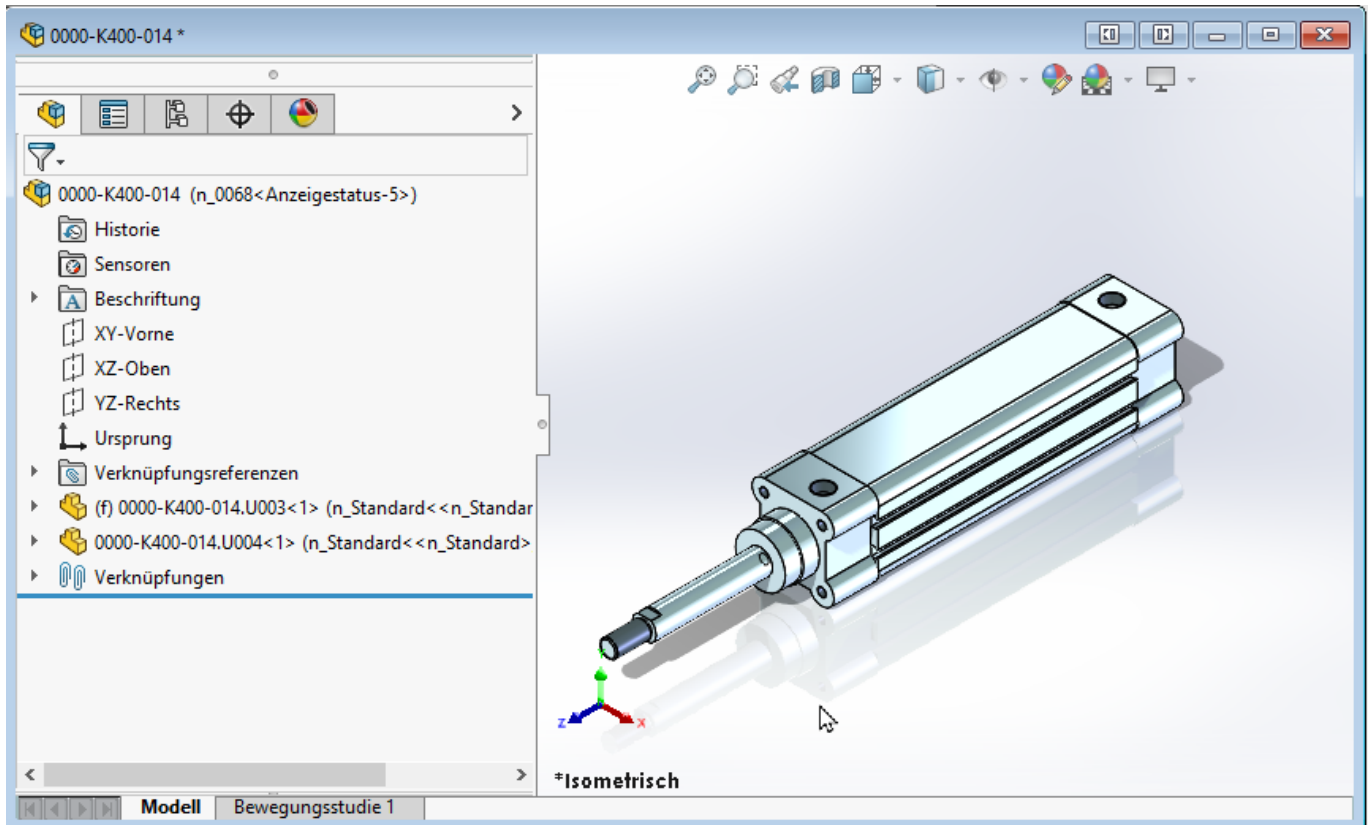 0000-K400-014 *
0000-K400-014 (n_0068<Anzeigestatus-5>)
Historie
Sensoren
A Beschriftung
XY-Vorne
XZ-Oben
YZ-Rechts
Ursprung
Verknüpfungsreferenzen
(f) 0000-K400-014.U003<1> (n_Standard<<n_Standar
0000-K400-014.U004<1> (n_Standard<<n_Standard>
Verknüpfungen
z x
*Isometrisch
Modell Bewegungsstudie 1